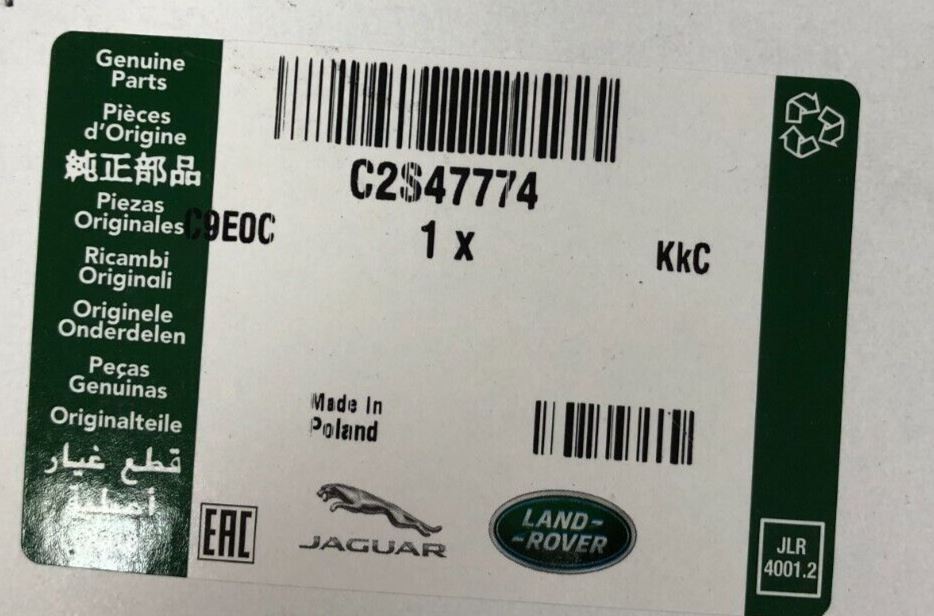 Genuine
Parts
Pièces
d'Origine
純正部品
Piezas
Originales
Ricambi
Originali
Originele
Onderdelen
Peças
Genuinas
Originalteile
قطع غيار
أصلية
C2S47774
C9E0C
1 x
KkC
Made In
Poland
EAC
JAGUAR
LAND-
-ROVER
JLR
4001.2